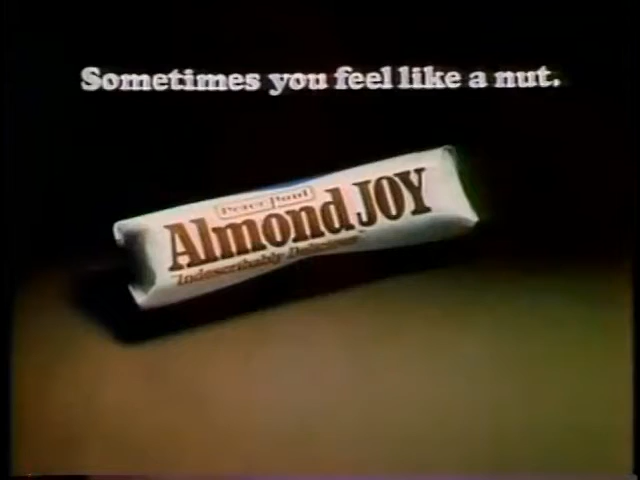 Sometimes you feel like a nut.
Peter Paul
Almond JOY
"Indescribably Delicious"